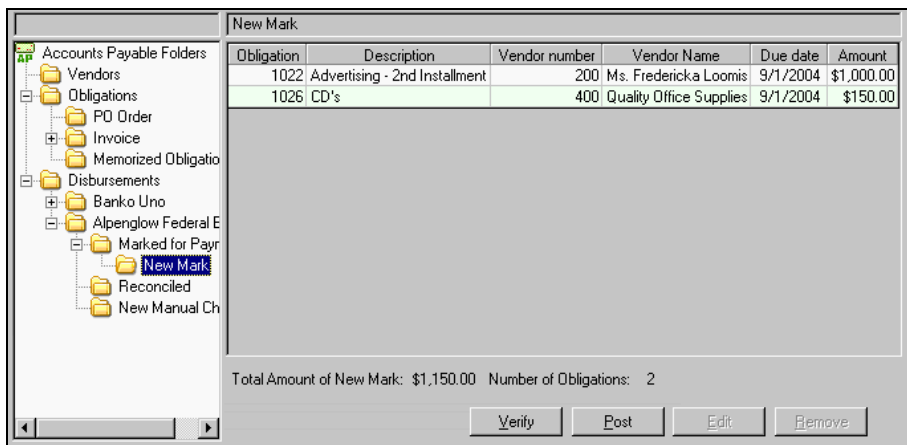 New Mark
Accounts Payable Folders
AP
Vendors
Obligations
PO Order
Invoice
Memorized Obligatio
Disbursements
Banko Uno
Alpenglow Federal
Marked for Payr
New Mark
Reconciled
New Manual Ch
Obligation Description Vendor number Vendor Name Due date Amount
1022 Advertising - 2nd Installment 200 Ms. Fredericka Loomis 9/1/2004 $1,000.00
1026 CD's 400 Quality Office Supplies 9/1/2004 $150.00
Total Amount of New Mark: $1,150.00 Number of Obligations: 2
Verify Post Edit Remove